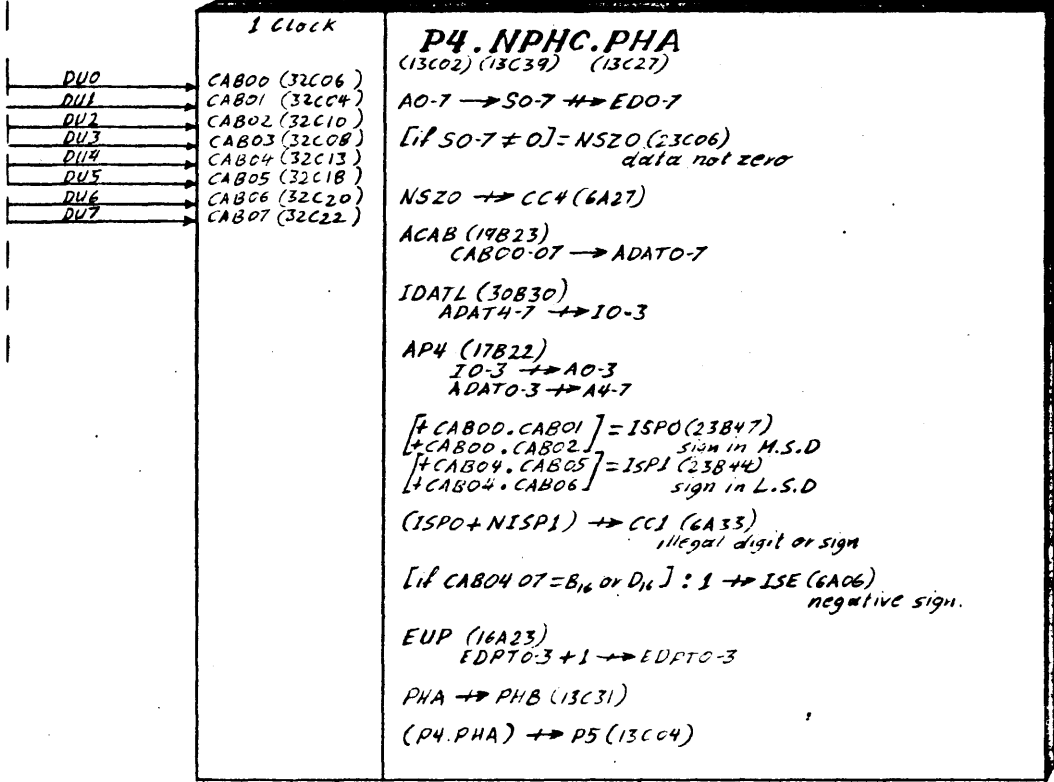 1 Clock
P4.NPHC.PHA
(13C02) (13C39) (13C27)
DU0 CAB00 (32C06)
DU1 CAB01 (32CC4)
DU2 CAB02 (32C10)
DU3 CAB03 (32C08)
DU4 CAB04 (32C13)
DU5 CAB05 (32C18)
DU6 CAB06 (32C20)
DU7 CAB07 (32C22)
A0-7 → S0-7 ⇸ ED0-7
[if S0-7 ≠ 0] = NSZ0 (23C06)
data not zero
NSZ0 ⇸ CC4 (6A27)
ACAB (19B23)
CAB00-07 → ADAT0-7
IDATL (30B30)
ADAT4-7 ⇸ I0-3
AP4 (17B22)
I0-3 ⇸ A0-3
ADAT0-3 ⇸ A4-7
[+CAB00.CAB01] = ISP0 (23B47)
[+CAB00.CAB02] sign in M.S.D
[+CAB04.CAB05] = ISP1 (23B44)
[+CAB04.CAB06] sign in L.S.D
(ISP0 + NISP1) ⇸ CC1 (6A33)
illegal digit or sign
[if CAB04 07 = B₁₆ or D₁₆] : 1 ⇸ ISE (6A06)
negative sign.
EUP (16A23)
EDPT0-3 + 1 ⇸ EDPT0-3
PHA ⇸ PHB (13C31)
(P4.PHA) ⇸ P5 (13C04)